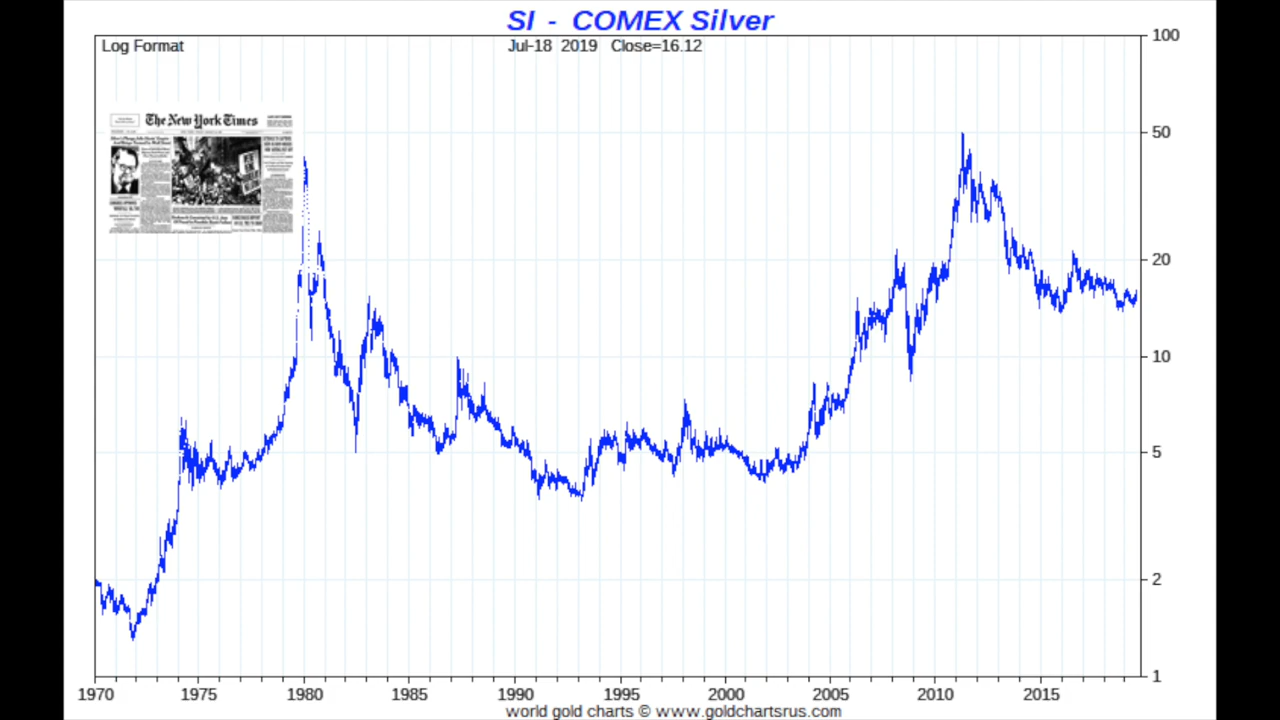 SI - COMEX Silver
Log Format
Jul-18 2019 Close=16.12
100
The New York Times
50
20
10
5
2
1
1970 1975 1980 1985 1990 1995 2000 2005 2010 2015
world gold charts © www.goldchartsrus.com